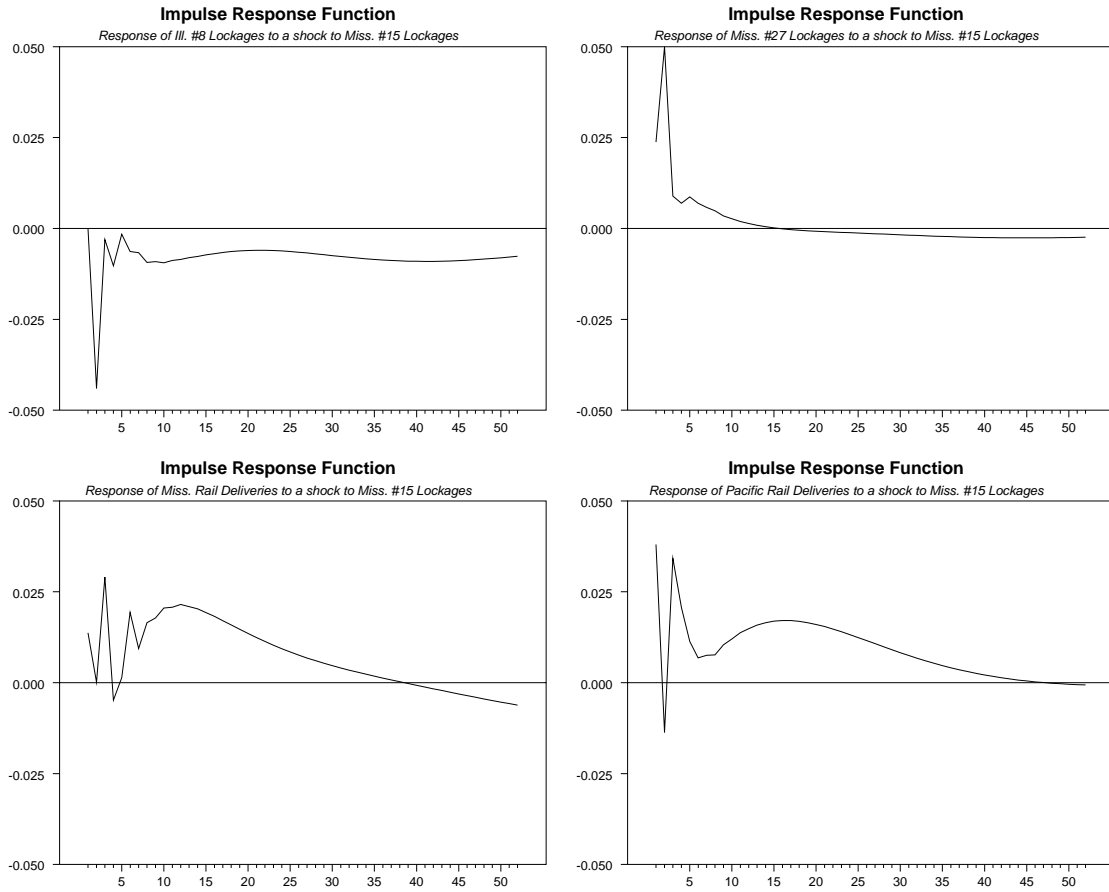 Impulse Response Function
Response of Ill. #8 Lockages to a shock to Miss. #15 Lockages
0.050
0.025
0.000
-0.025
-0.050
5 10 15 20 25 30 35 40 45 50
Impulse Response Function
Response of Miss. #27 Lockages to a shock to Miss. #15 Lockages
0.050
0.025
0.000
-0.025
-0.050
5 10 15 20 25 30 35 40 45 50
Impulse Response Function
Response of Miss. Rail Deliveries to a shock to Miss. #15 Lockages
0.050
0.025
0.000
-0.025
-0.050
5 10 15 20 25 30 35 40 45 50
Impulse Response Function
Response of Pacific Rail Deliveries to a shock to Miss. #15 Lockages
0.050
0.025
0.000
-0.025
-0.050
5 10 15 20 25 30 35 40 45 50